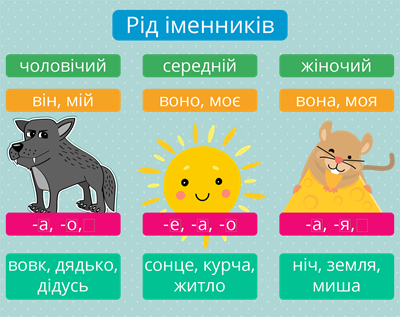 Рід іменників
чоловічий
середній
жіночий
він, мій
воно, моє
вона, моя
-а, -о,□
-е, -а, -о
-а, -я,□
вовк, дядько,
дідусь
сонце, курча,
житло
ніч, земля,
миша